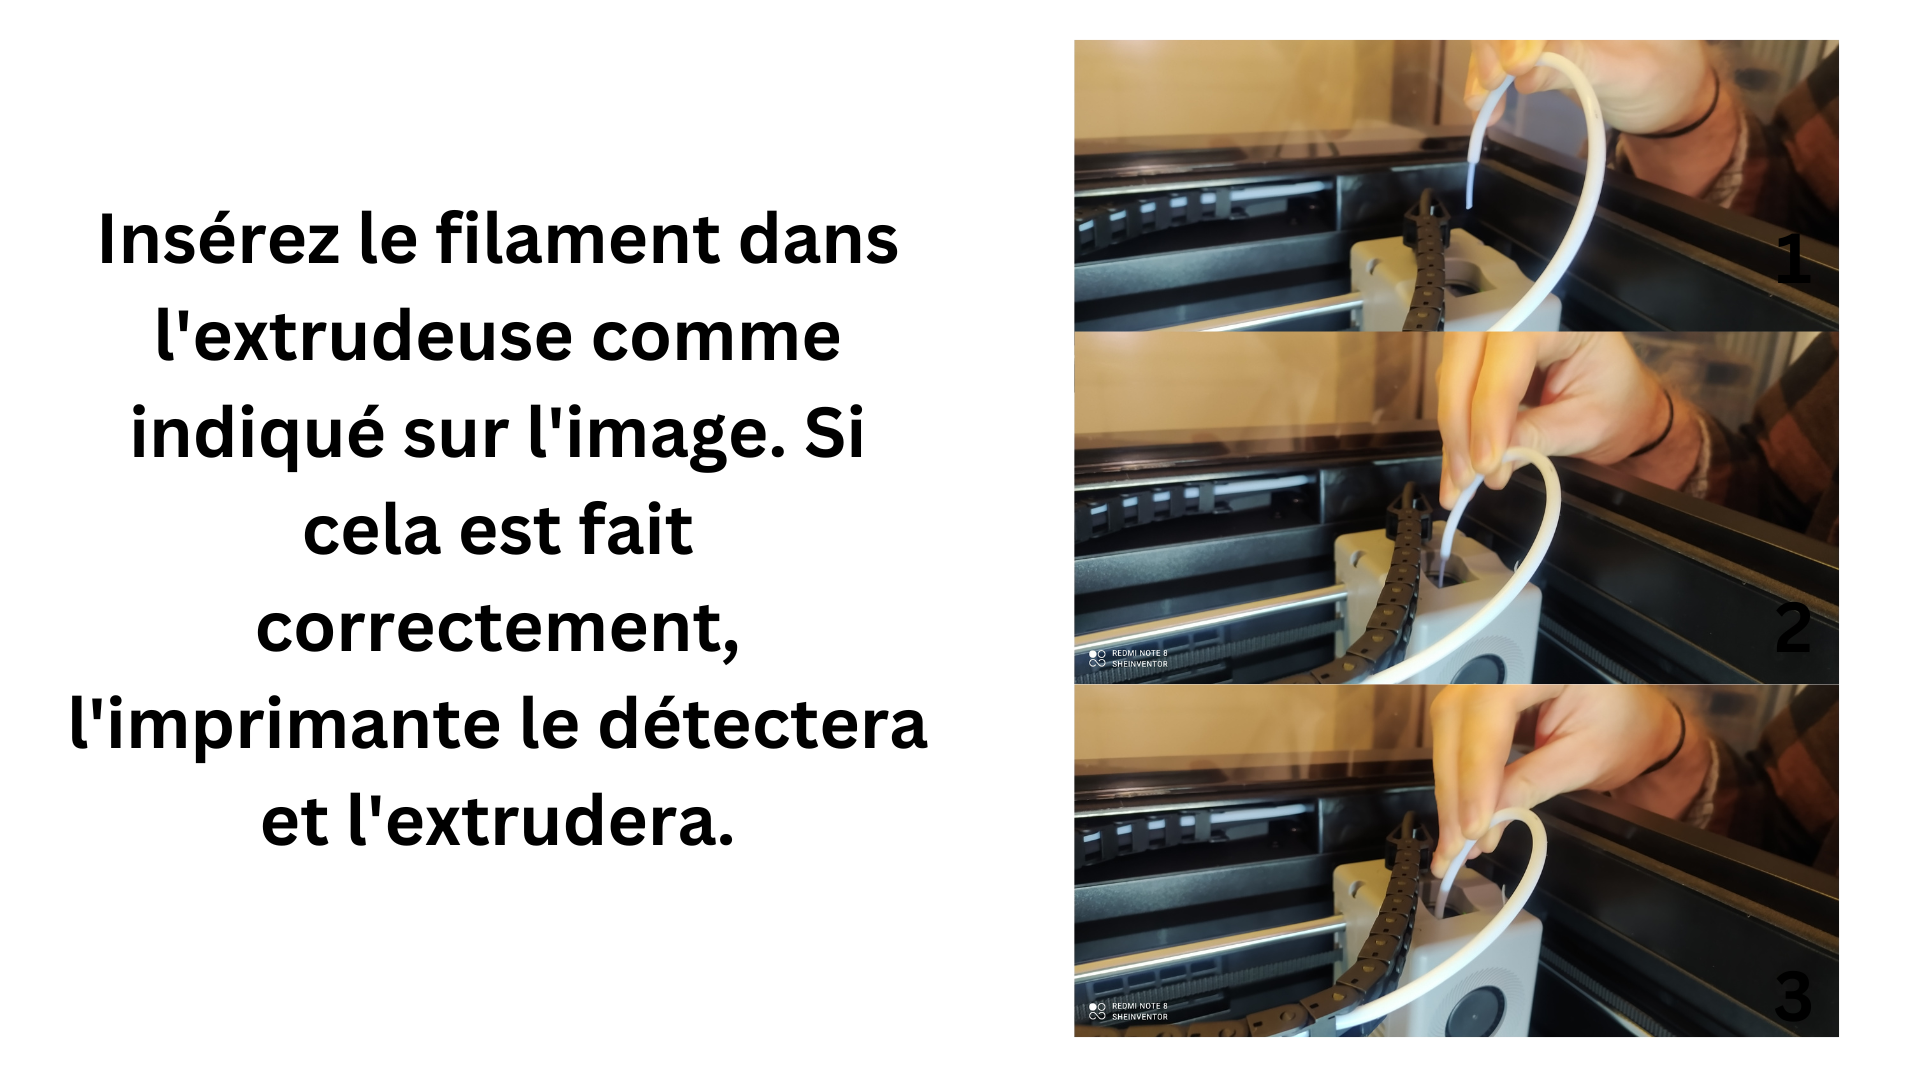 Insérez le filament dans
l'extrudeuse comme
indiqué sur l'image. Si
cela est fait
correctement,
l'imprimante le détectera
et l'extrudera.
1
2
REDMI NOTE 8
SHEINVENTOR
3
REDMI NOTE 8
SHEINVENTOR